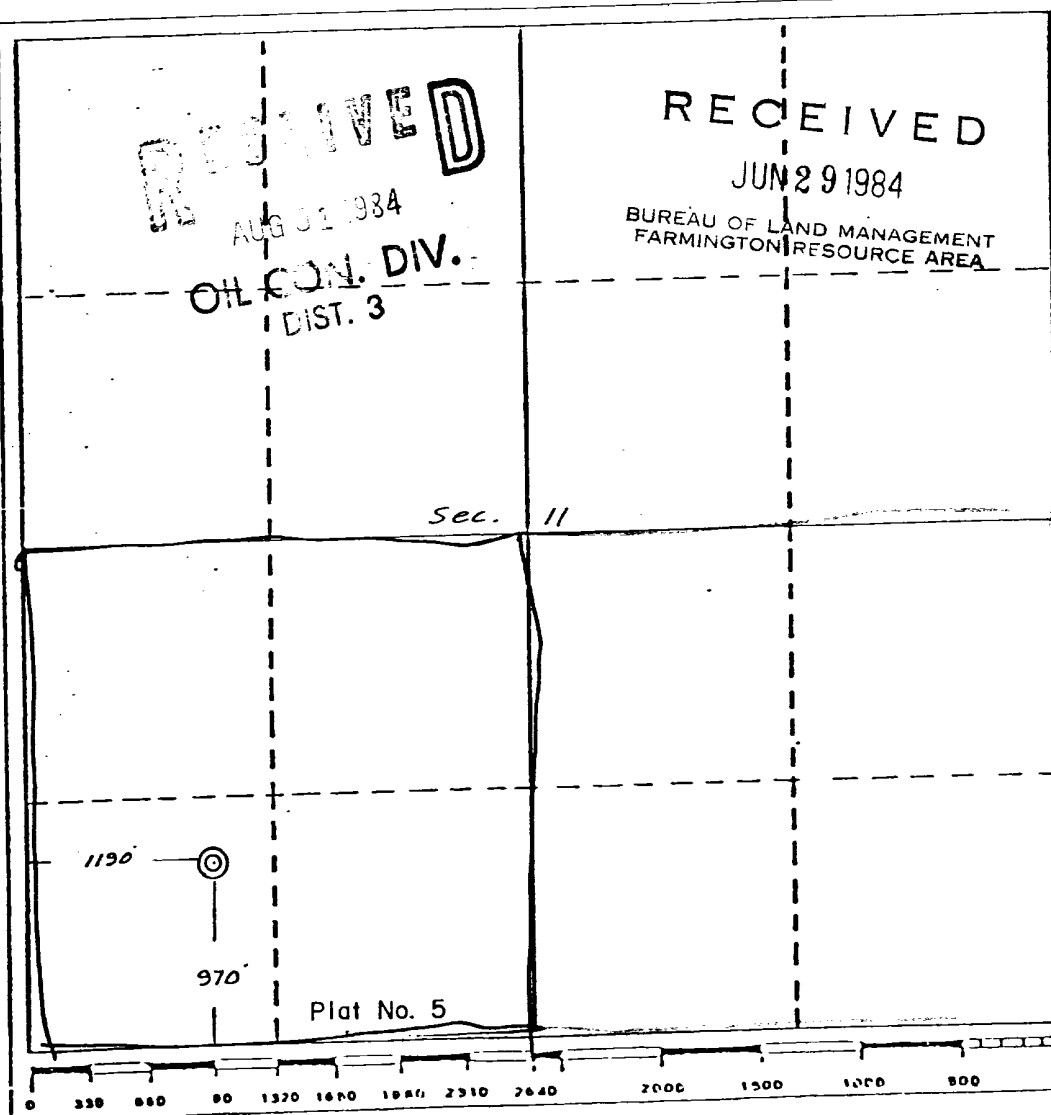 RECEIVED
AUG 1984
OIL CON. DIV.
DIST. 3
RECEIVED
JUN 29 1984
BUREAU OF LAND MANAGEMENT
FARMINGTON RESOURCE AREA
Sec. 11
1190'
970'
Plat No. 5
0 330 660 90 1320 1650 1980 2310 2640 2000 1500 1000 500